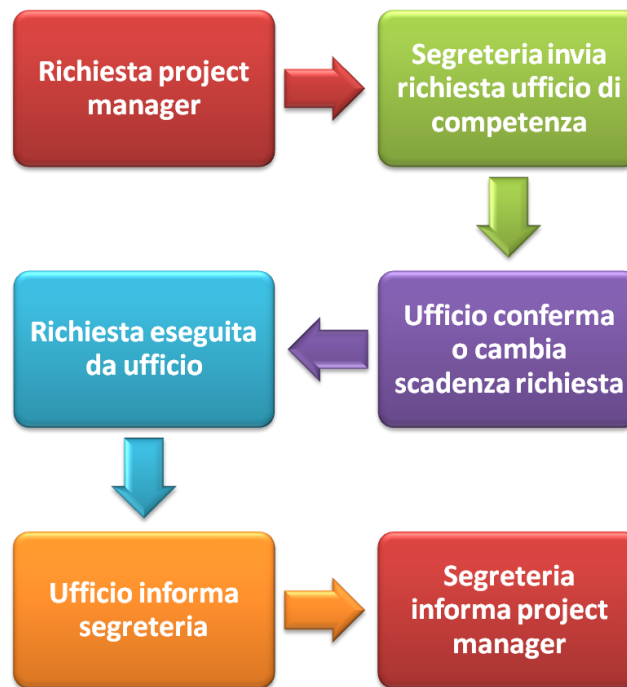 Richiesta project
manager
Segreteria invia
richiesta ufficio di
competenza
Ufficio conferma
o cambia
scadenza richiesta
Richiesta eseguita
da ufficio
Ufficio informa
segreteria
Segreteria
informa project
manager